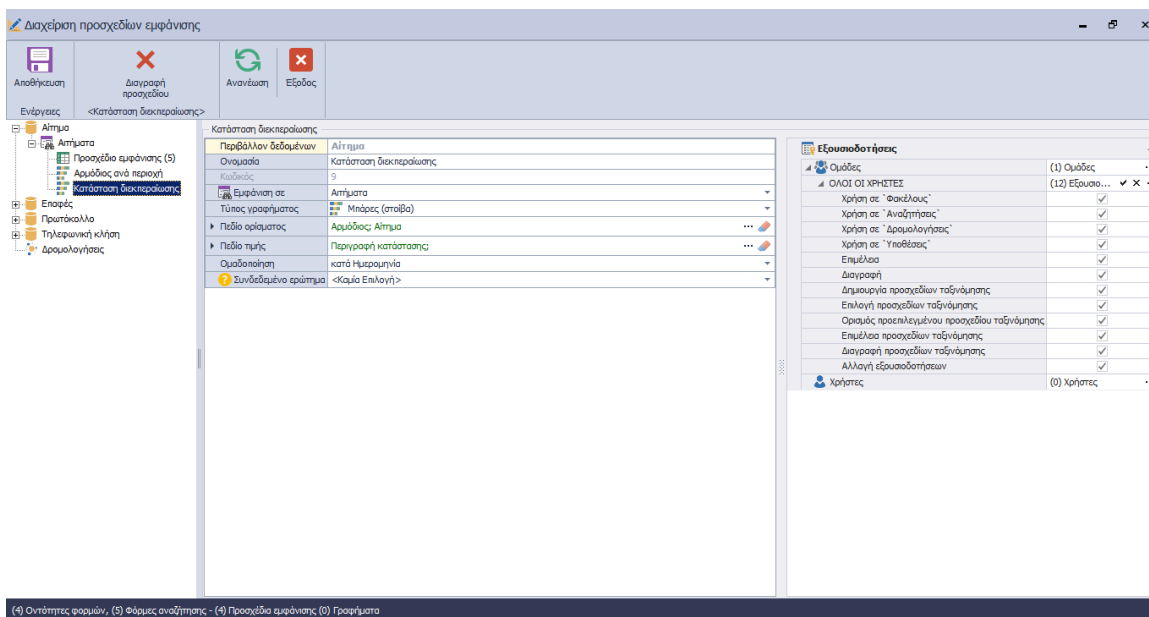 Διαχείριση προσχεδίων εμφάνισης
Αποθήκευση
Διαγραφή
προσχεδίου
Ανανέωση
Έξοδος
Ενέργειες
<Κατάσταση διεκπεραίωσης>
Αίτημα
Αιτήματα
Προσχέδιο εμφάνισης (5)
Αρμόδιος ανά περιοχή
Κατάσταση διεκπεραίωσης
Επαφές
Πρωτόκολλο
Τηλεφωνική κλήση
Δρομολογήσεις
Κατάσταση διεκπεραίωσης
Περιβάλλον δεδομένων Αίτημα
Ονομασία Κατάσταση διεκπεραίωσης
Κωδικός 9
Εμφάνιση σε Αιτήματα
Τύπος γραφήματος Μπάρες (στοίβα)
Πεδίο ορίσματος Αρμόδιος; Αίτημα ...
Πεδίο τιμής Περιγραφή κατάστασης; ...
Ομαδοποίηση κατά Ημερομηνία
? Συνδεδεμένο ερώτημα <Καμία Επιλογή>
Εξουσιοδοτήσεις
Ομάδες (1) Ομάδες
ΟΛΟΙ ΟΙ ΧΡΗΣΤΕΣ (12) Εξουσιο...
Χρήση σε `Φακέλους`
Χρήση σε `Αναζητήσεις`
Χρήση σε `Δρομολογήσεις`
Χρήση σε `Υποθέσεις`
Επιμέλεια
Διαγραφή
Δημιουργία προσχεδίων ταξινόμησης
Επιλογή προσχεδίων ταξινόμησης
Ορισμός προεπιλεγμένου προσχεδίου ταξινόμησης
Επιμέλεια προσχεδίων ταξινόμησης
Διαγραφή προσχεδίων ταξινόμησης
Αλλαγή εξουσιοδοτήσεων
Χρήστες (0) Χρήστες
(4) Οντότητες φορμών, (5) Φόρμες αναζήτησης - (4) Προσχέδια εμφάνισης (0) Γραφήματα